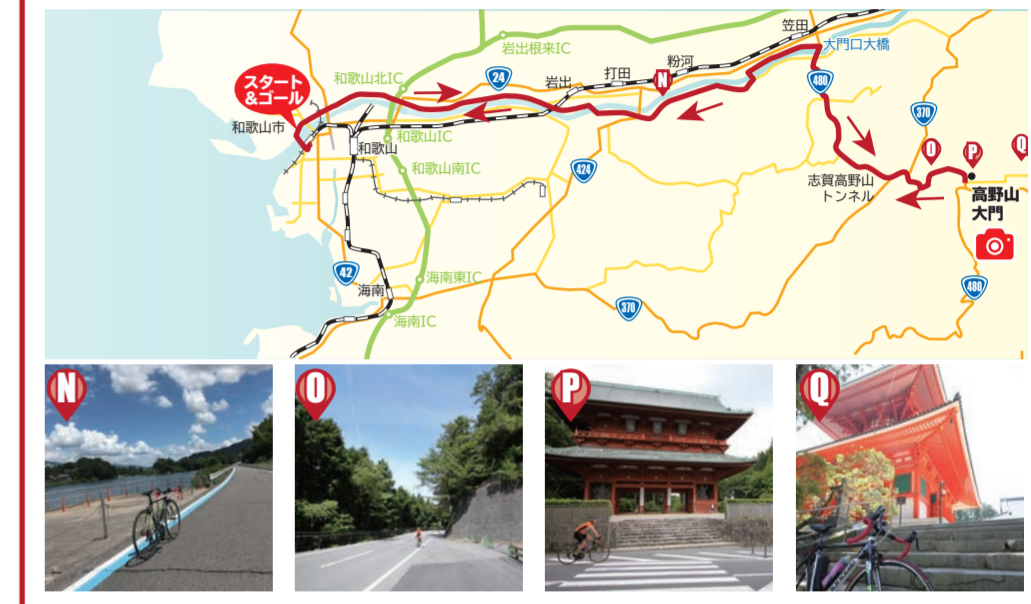 笠田
大門口大橋
岩出根来IC
粉河
打田
岩出
和歌山北IC
24
N
480
スタート
&ゴール
370
和歌山市
和歌山IC
和歌山
O
P
Q
和歌山南IC
424
志賀高野山
トンネル
高野山
大門
42
海南東IC
海南
480
370
海南IC
N
O
P
Q